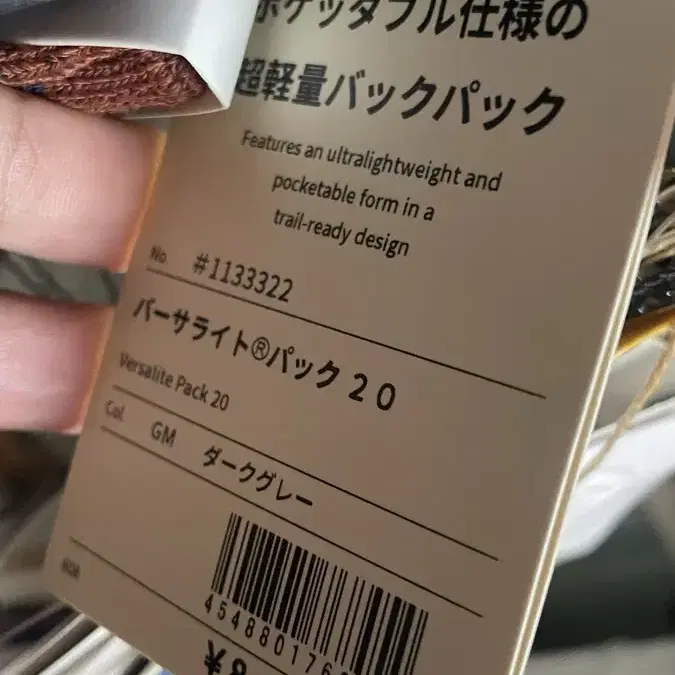 ポケッタブル仕様の
超軽量バックパック
Features an ultralightweight and
pocketable form in a
trail-ready design
No #1133322
バーサライト®パック 20
Versalite Pack 20
Col. GM ダークグレー
454880176